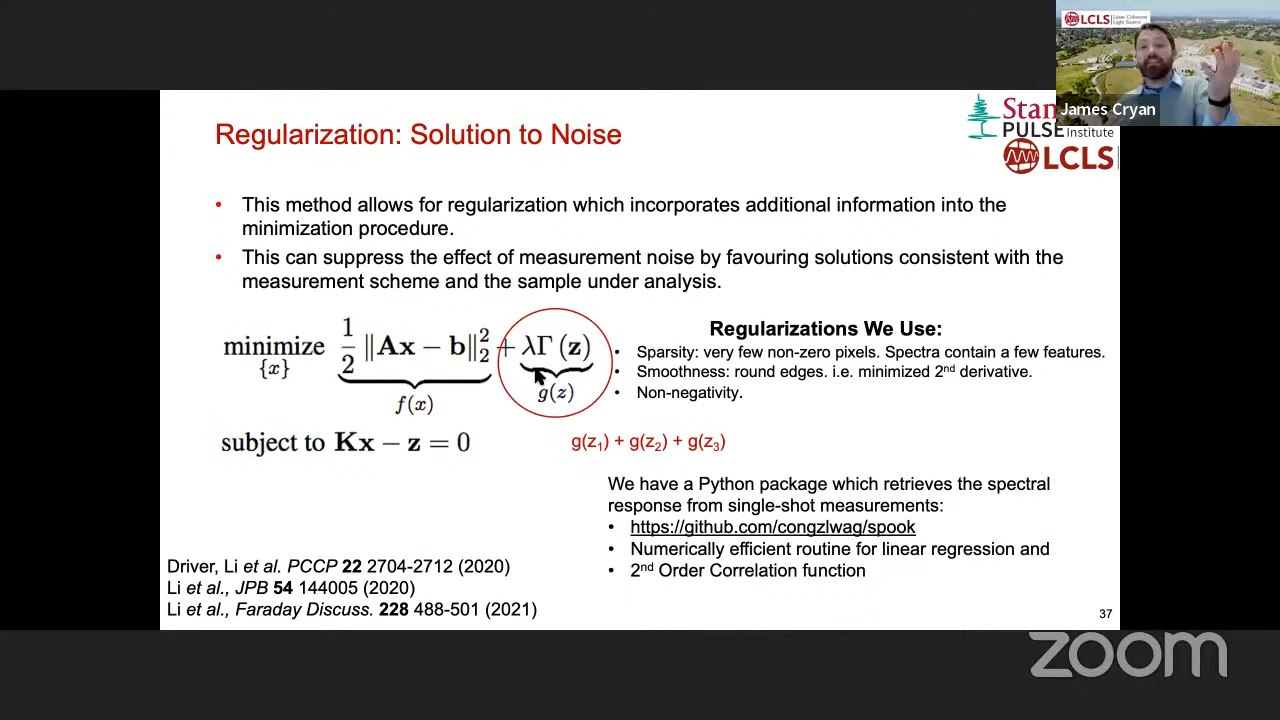 LCLS Linac Coherent Light Source
James Cryan
Stan
PULSE Institute
LCLS
Regularization: Solution to Noise
• This method allows for regularization which incorporates additional information into the
minimization procedure.
• This can suppress the effect of measurement noise by favouring solutions consistent with the
measurement scheme and the sample under analysis.
minimize {x} 1/2 ‖Ax − b‖₂² + λΓ (z)
f(x) g(z)
subject to Kx − z = 0
Regularizations We Use:
• Sparsity: very few non-zero pixels. Spectra contain a few features.
• Smoothness: round edges. i.e. minimized 2nd derivative.
• Non-negativity.
g(z₁) + g(z₂) + g(z₃)
We have a Python package which retrieves the spectral
response from single-shot measurements:
• https://github.com/congzlwag/spook
• Numerically efficient routine for linear regression and
• 2nd Order Correlation function
Driver, Li et al. PCCP 22 2704-2712 (2020)
Li et al., JPB 54 144005 (2020)
Li et al., Faraday Discuss. 228 488-501 (2021)
37
zoom